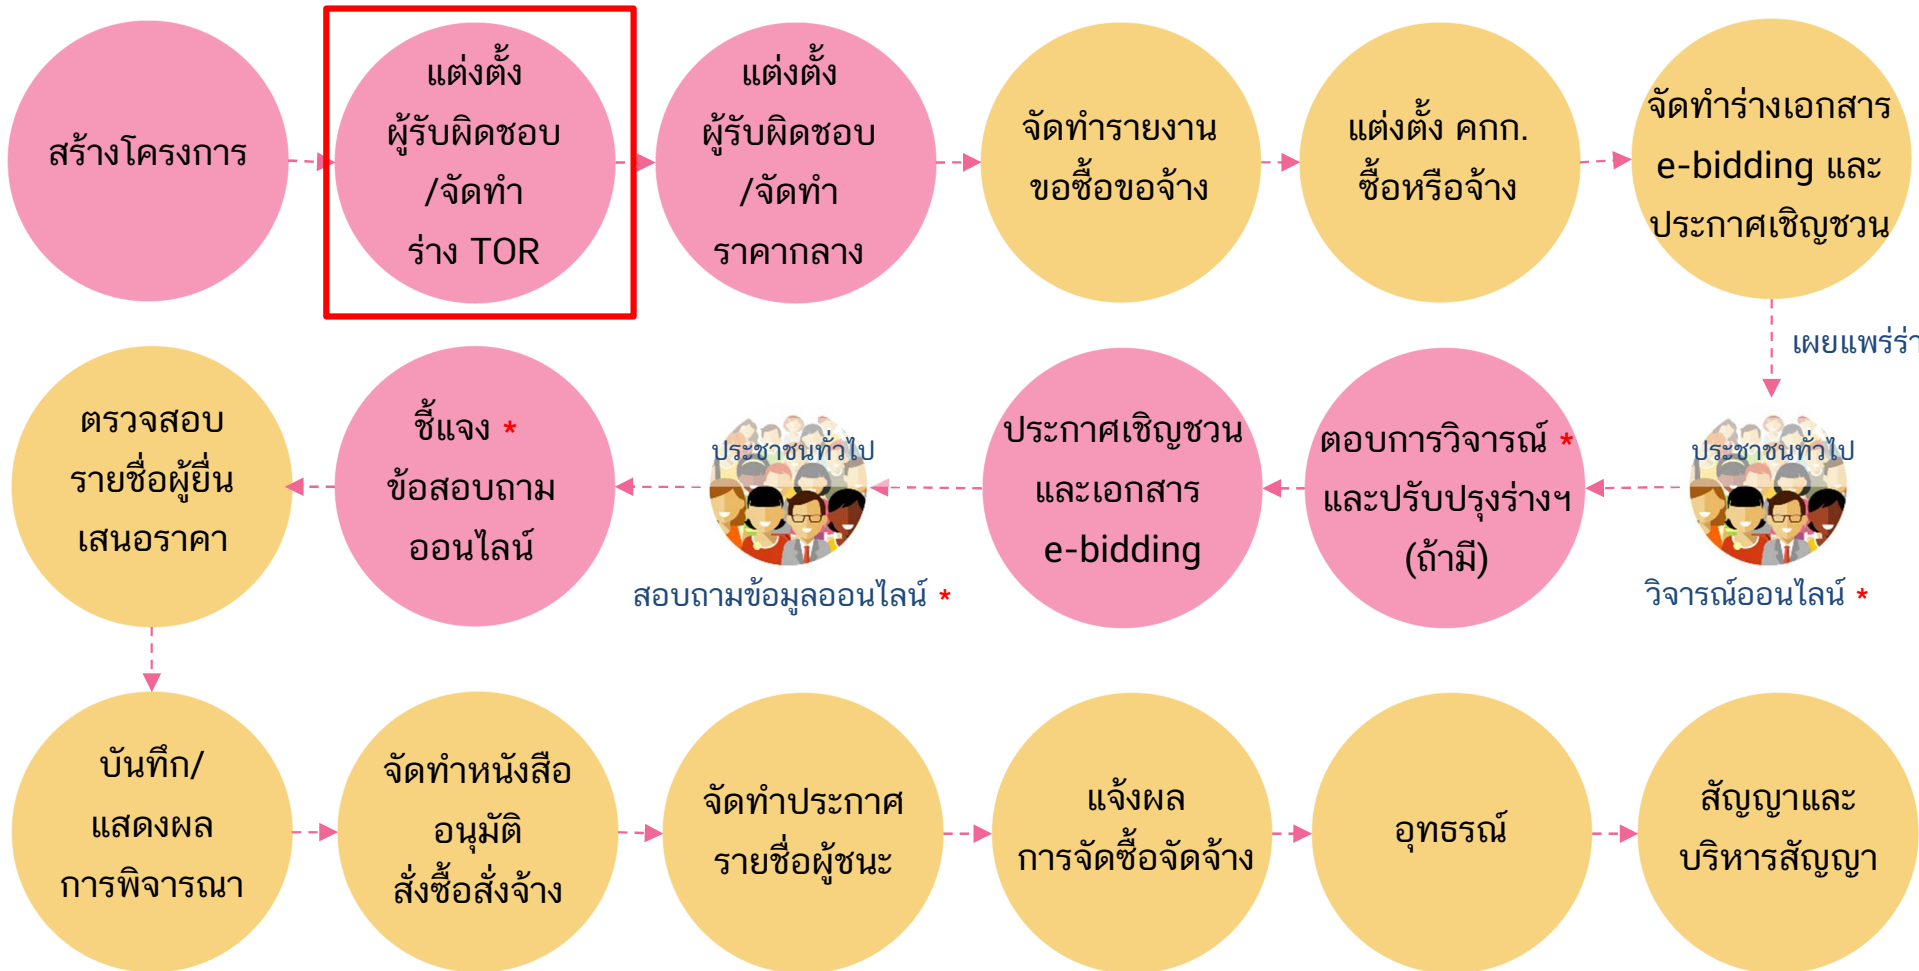 สร้างโครงการ
แต่งตั้ง
ผู้รับผิดชอบ
/จัดทำ
ร่าง TOR
แต่งตั้ง
ผู้รับผิดชอบ
/จัดทำ
ราคากลาง
จัดทำรายงาน
ขอซื้อขอจ้าง
แต่งตั้ง คกก.
ซื้อหรือจ้าง
จัดทำร่างเอกสาร
e-bidding และ
ประกาศเชิญชวน
เผยแพร่ร่า
ประชาชนทั่วไป
วิจารณ์ออนไลน์ *
ตอบการวิจารณ์ *
และปรับปรุงร่างฯ
(ถ้ามี)
ประกาศเชิญชวน
และเอกสาร
e-bidding
ประชาชนทั่วไป
สอบถามข้อมูลออนไลน์ *
ชี้แจง *
ข้อสอบถาม
ออนไลน์
ตรวจสอบ
รายชื่อผู้ยื่น
เสนอราคา
บันทึก/
แสดงผล
การพิจารณา
จัดทำหนังสือ
อนุมัติ
สั่งซื้อสั่งจ้าง
จัดทำประกาศ
รายชื่อผู้ชนะ
แจ้งผล
การจัดซื้อจัดจ้าง
อุทธรณ์
สัญญาและ
บริหารสัญญา